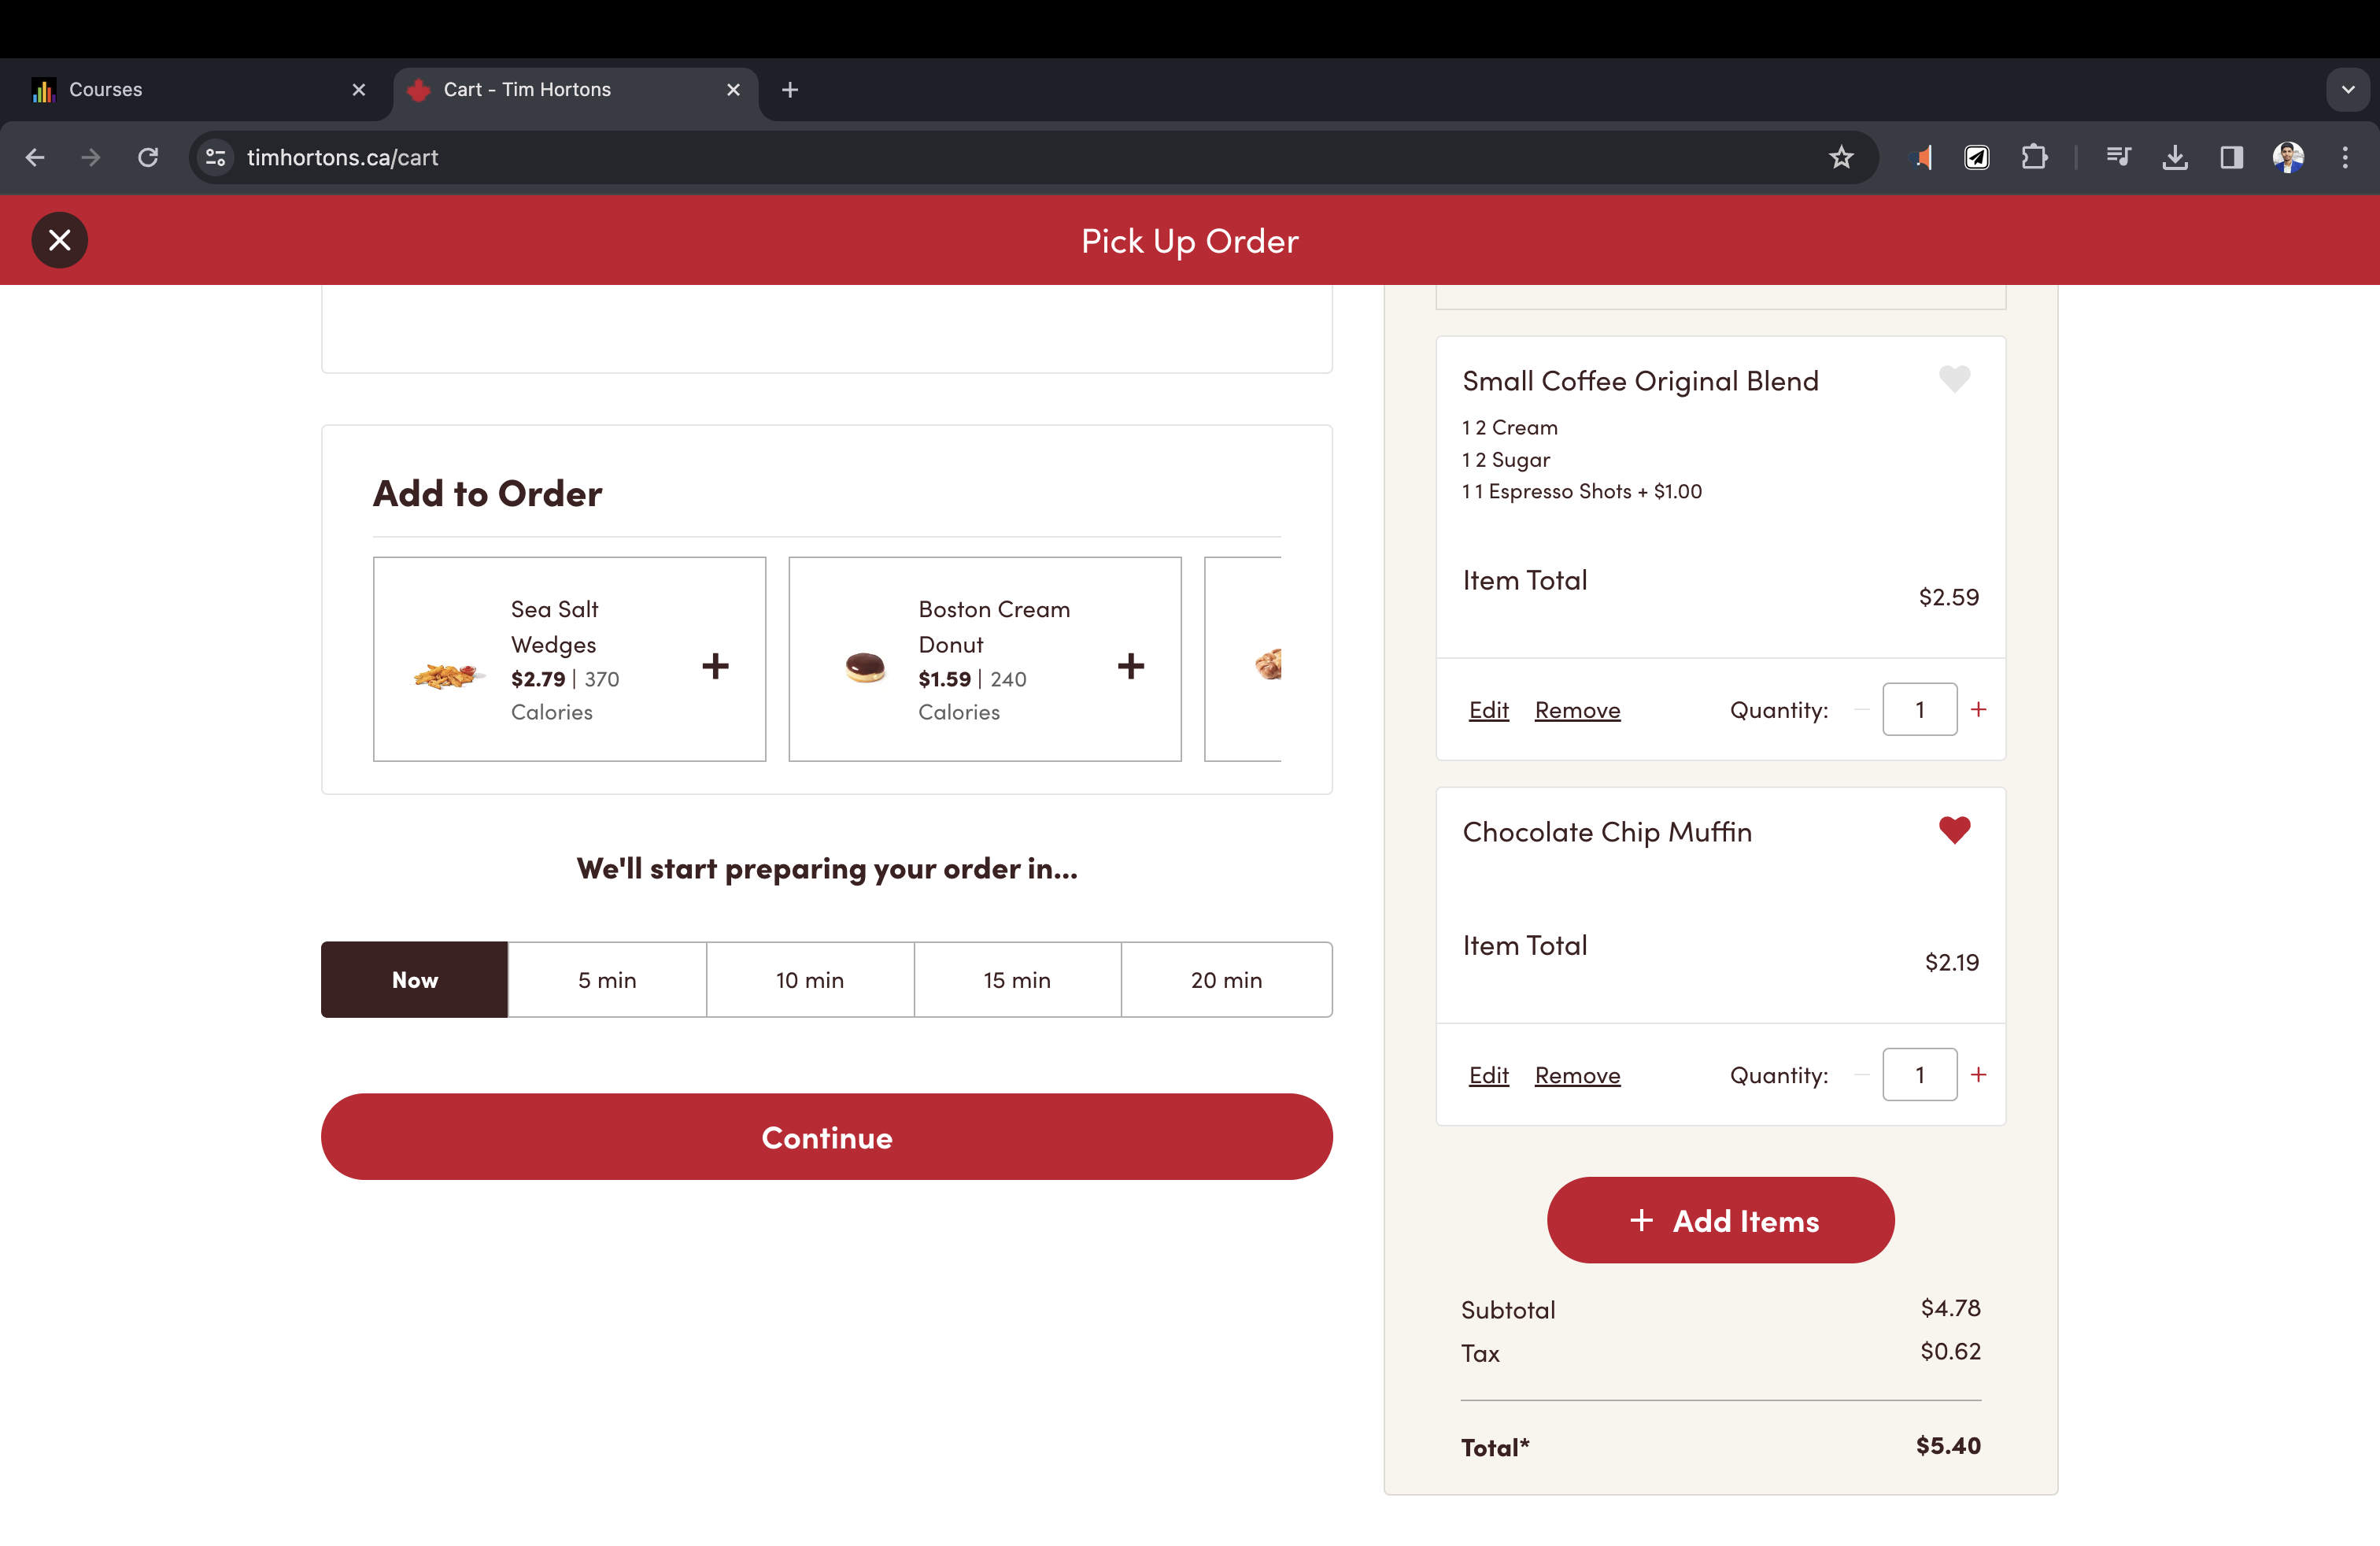 Courses
Cart - Tim Hortons
timhortons.ca/cart
Pick Up Order
Add to Order
Sea Salt
Wedges
$2.79 | 370
Calories
Boston Cream
Donut
$1.59 | 240
Calories
We'll start preparing your order in...
Now
5 min
10 min
15 min
20 min
Continue
Small Coffee Original Blend
1 2 Cream
1 2 Sugar
1 1 Espresso Shots + $1.00
Item Total
$2.59
Edit Remove Quantity: 1
Chocolate Chip Muffin
Item Total
$2.19
Edit Remove Quantity: 1
+ Add Items
Subtotal $4.78
Tax $0.62
Total* $5.40